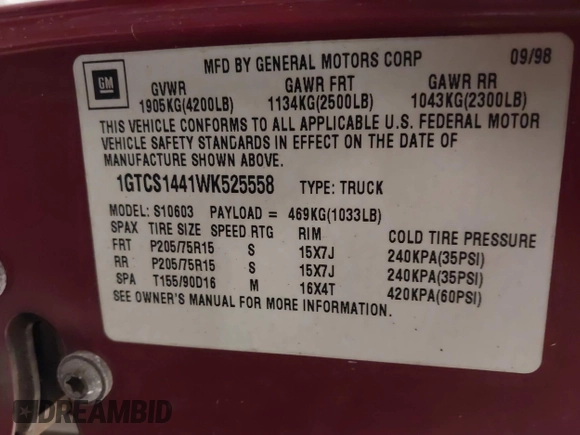 MFD BY GENERAL MOTORS CORP 09/98
GM
GVWR GAWR FRT GAWR RR
1905KG(4200LB) 1134KG(2500LB) 1043KG(2300LB)
THIS VEHICLE CONFORMS TO ALL APPLICABLE U.S. FEDERAL MOTOR
VEHICLE SAFETY STANDARDS IN EFFECT ON THE DATE OF
MANUFACTURE SHOWN ABOVE.
1GTCS1441WK525558 TYPE: TRUCK
MODEL: S10603 PAYLOAD = 469KG(1033LB)
SPAX TIRE SIZE SPEED RTG RIM COLD TIRE PRESSURE
FRT P205/75R15 S 15X7J 240KPA(35PSI)
RR P205/75R15 S 15X7J 240KPA(35PSI)
SPA T155/90D16 M 16X4T 420KPA(60PSI)
SEE OWNER'S MANUAL FOR MORE INFORMATION.
DREAMBID